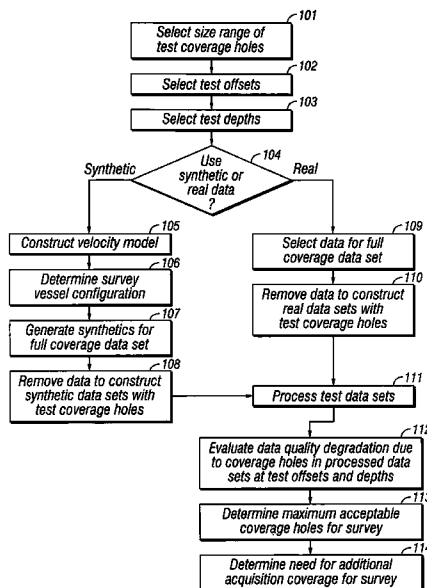 101
Select size range of
test coverage holes
102
Select test offsets
103
Select test depths
104
Synthetic
Use
synthetic or
real data
?
Real
105
Construct velocity model
106
Determine survey
vessel configuration
107
Generate synthetics for
full coverage data set
108
Remove data to construct
synthetic data sets with
test coverage holes
109
Select data for full
coverage data set
110
Remove data to construct
real data sets with
test coverage holes
111
Process test data sets
112
Evaluate data quality degradation due
to coverage holes in processed data
sets at test offsets and depths
113
Determine maximum acceptable
coverage holes for survey
114
Determine need for additional
acquisition coverage for survey